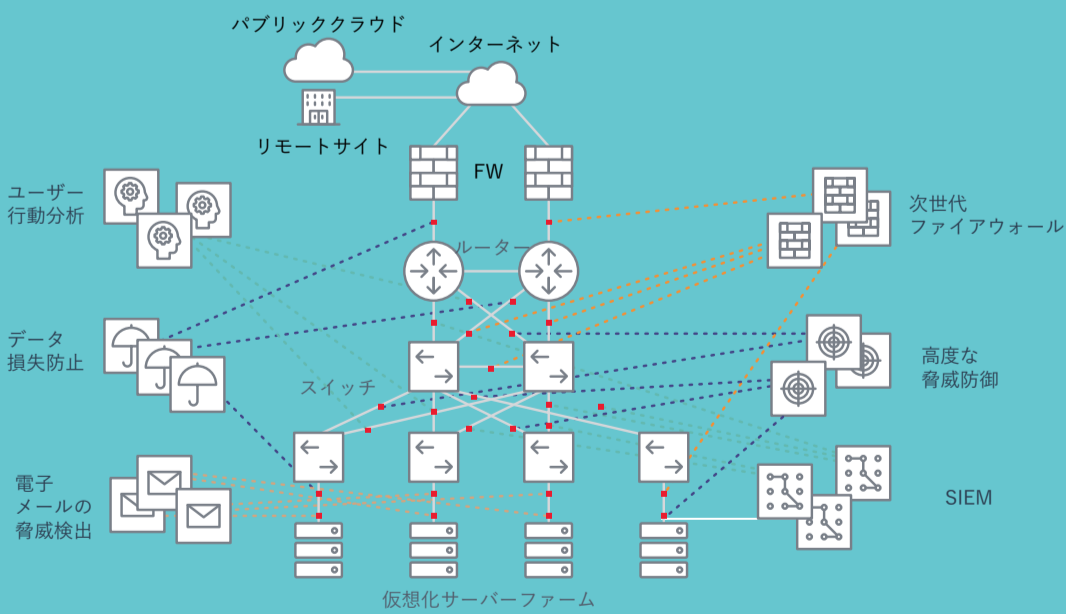 パブリッククラウド
インターネット
リモートサイト
FW
ユーザー
行動分析
次世代
ファイアウォール
ルーター
データ
損失防止
高度な
脅威防御
スイッチ
電子
メールの
脅威検出
SIEM
仮想化サーバーファーム